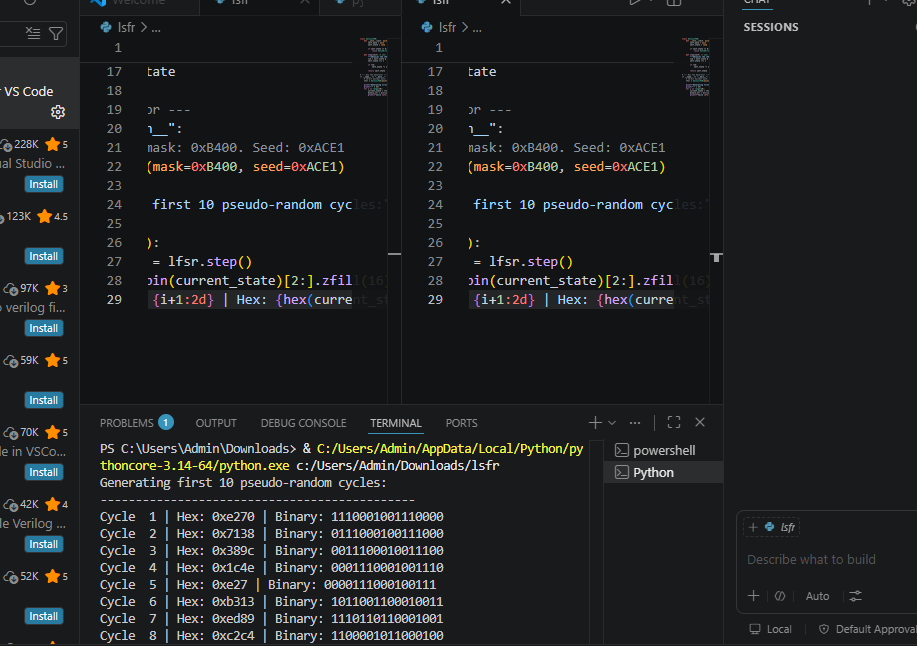 Welcome
lsfr
py
lsfr
CHAT
lsfr > ...
lsfr > ...
SESSIONS
VS Code
228K 5
ual Studio ...
Install
123K 4.5
Install
97K 3
verilog fi...
Install
59K 5
Install
70K 5
le in VSCo...
Install
42K 4
le Verilog ...
Install
52K 5
Install
1
17 tate
18
19 or ---
20 n__":
21 mask: 0xB400. Seed: 0xACE1
22 (mask=0xB400, seed=0xACE1)
23
24 first 10 pseudo-random cycles:
25
26 ):
27 = lfsr.step()
28 bin(current_state)[2:].zfill(16)
29 {i+1:2d} | Hex: {hex(current_st
1
17 tate
18
19 or ---
20 n__":
21 mask: 0xB400. Seed: 0xACE1
22 (mask=0xB400, seed=0xACE1)
23
24 first 10 pseudo-random cycles:
25
26 ):
27 = lfsr.step()
28 bin(current_state)[2:].zfill(16)
29 {i+1:2d} | Hex: {hex(current_st
PROBLEMS 1 OUTPUT DEBUG CONSOLE TERMINAL PORTS
PS C:\Users\Admin\Downloads> & C:/Users/Admin/AppData/Local/Python/py
thoncore-3.14-64/python.exe c:/Users/Admin/Downloads/lsfr
Generating first 10 pseudo-random cycles:
---------------------------------------------
Cycle  1 | Hex: 0xe270 | Binary: 1110001001110000
Cycle  2 | Hex: 0x7138 | Binary: 0111000100111000
Cycle  3 | Hex: 0x389c | Binary: 0011100010011100
Cycle  4 | Hex: 0x1c4e | Binary: 0001110001001110
Cycle  5 | Hex: 0xe27 | Binary: 0000111000100111
Cycle  6 | Hex: 0xb313 | Binary: 1011001100010011
Cycle  7 | Hex: 0xed89 | Binary: 1110110110001001
Cycle  8 | Hex: 0xc2c4 | Binary: 1100001011000100
powershell
Python
lsfr
Describe what to build
Auto
Local
Default Approval